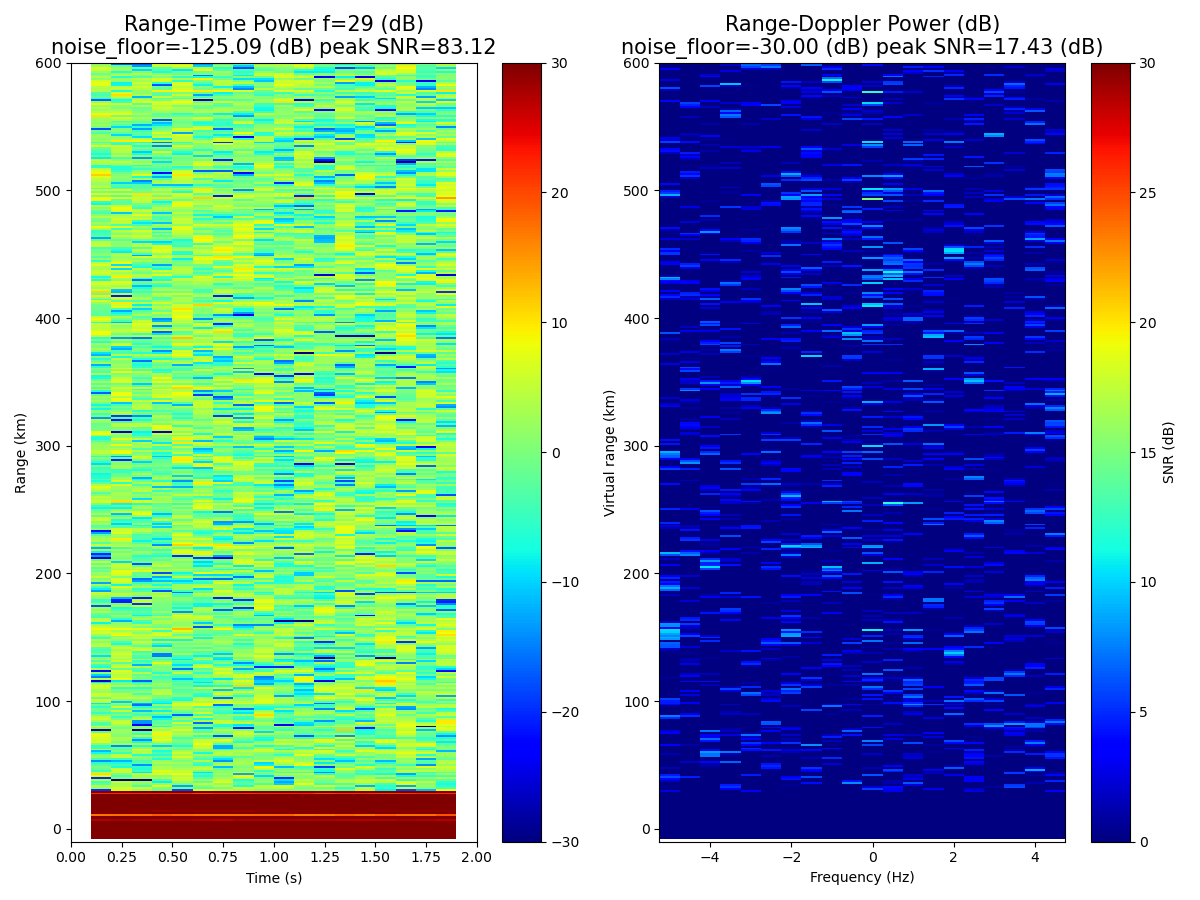 Range-Time Power f=29 (dB)
noise_floor=-125.09 (dB) peak SNR=83.12
Range-Doppler Power (dB)
noise_floor=-30.00 (dB) peak SNR=17.43 (dB)
600
500
400
300
200
100
0
Range (km)
0.00 0.25 0.50 0.75 1.00 1.25 1.50 1.75 2.00
Time (s)
30
20
10
0
−10
−20
−30
600
500
400
300
200
100
0
Virtual range (km)
−4 −2 0 2 4
Frequency (Hz)
30
25
20
15
10
5
0
SNR (dB)